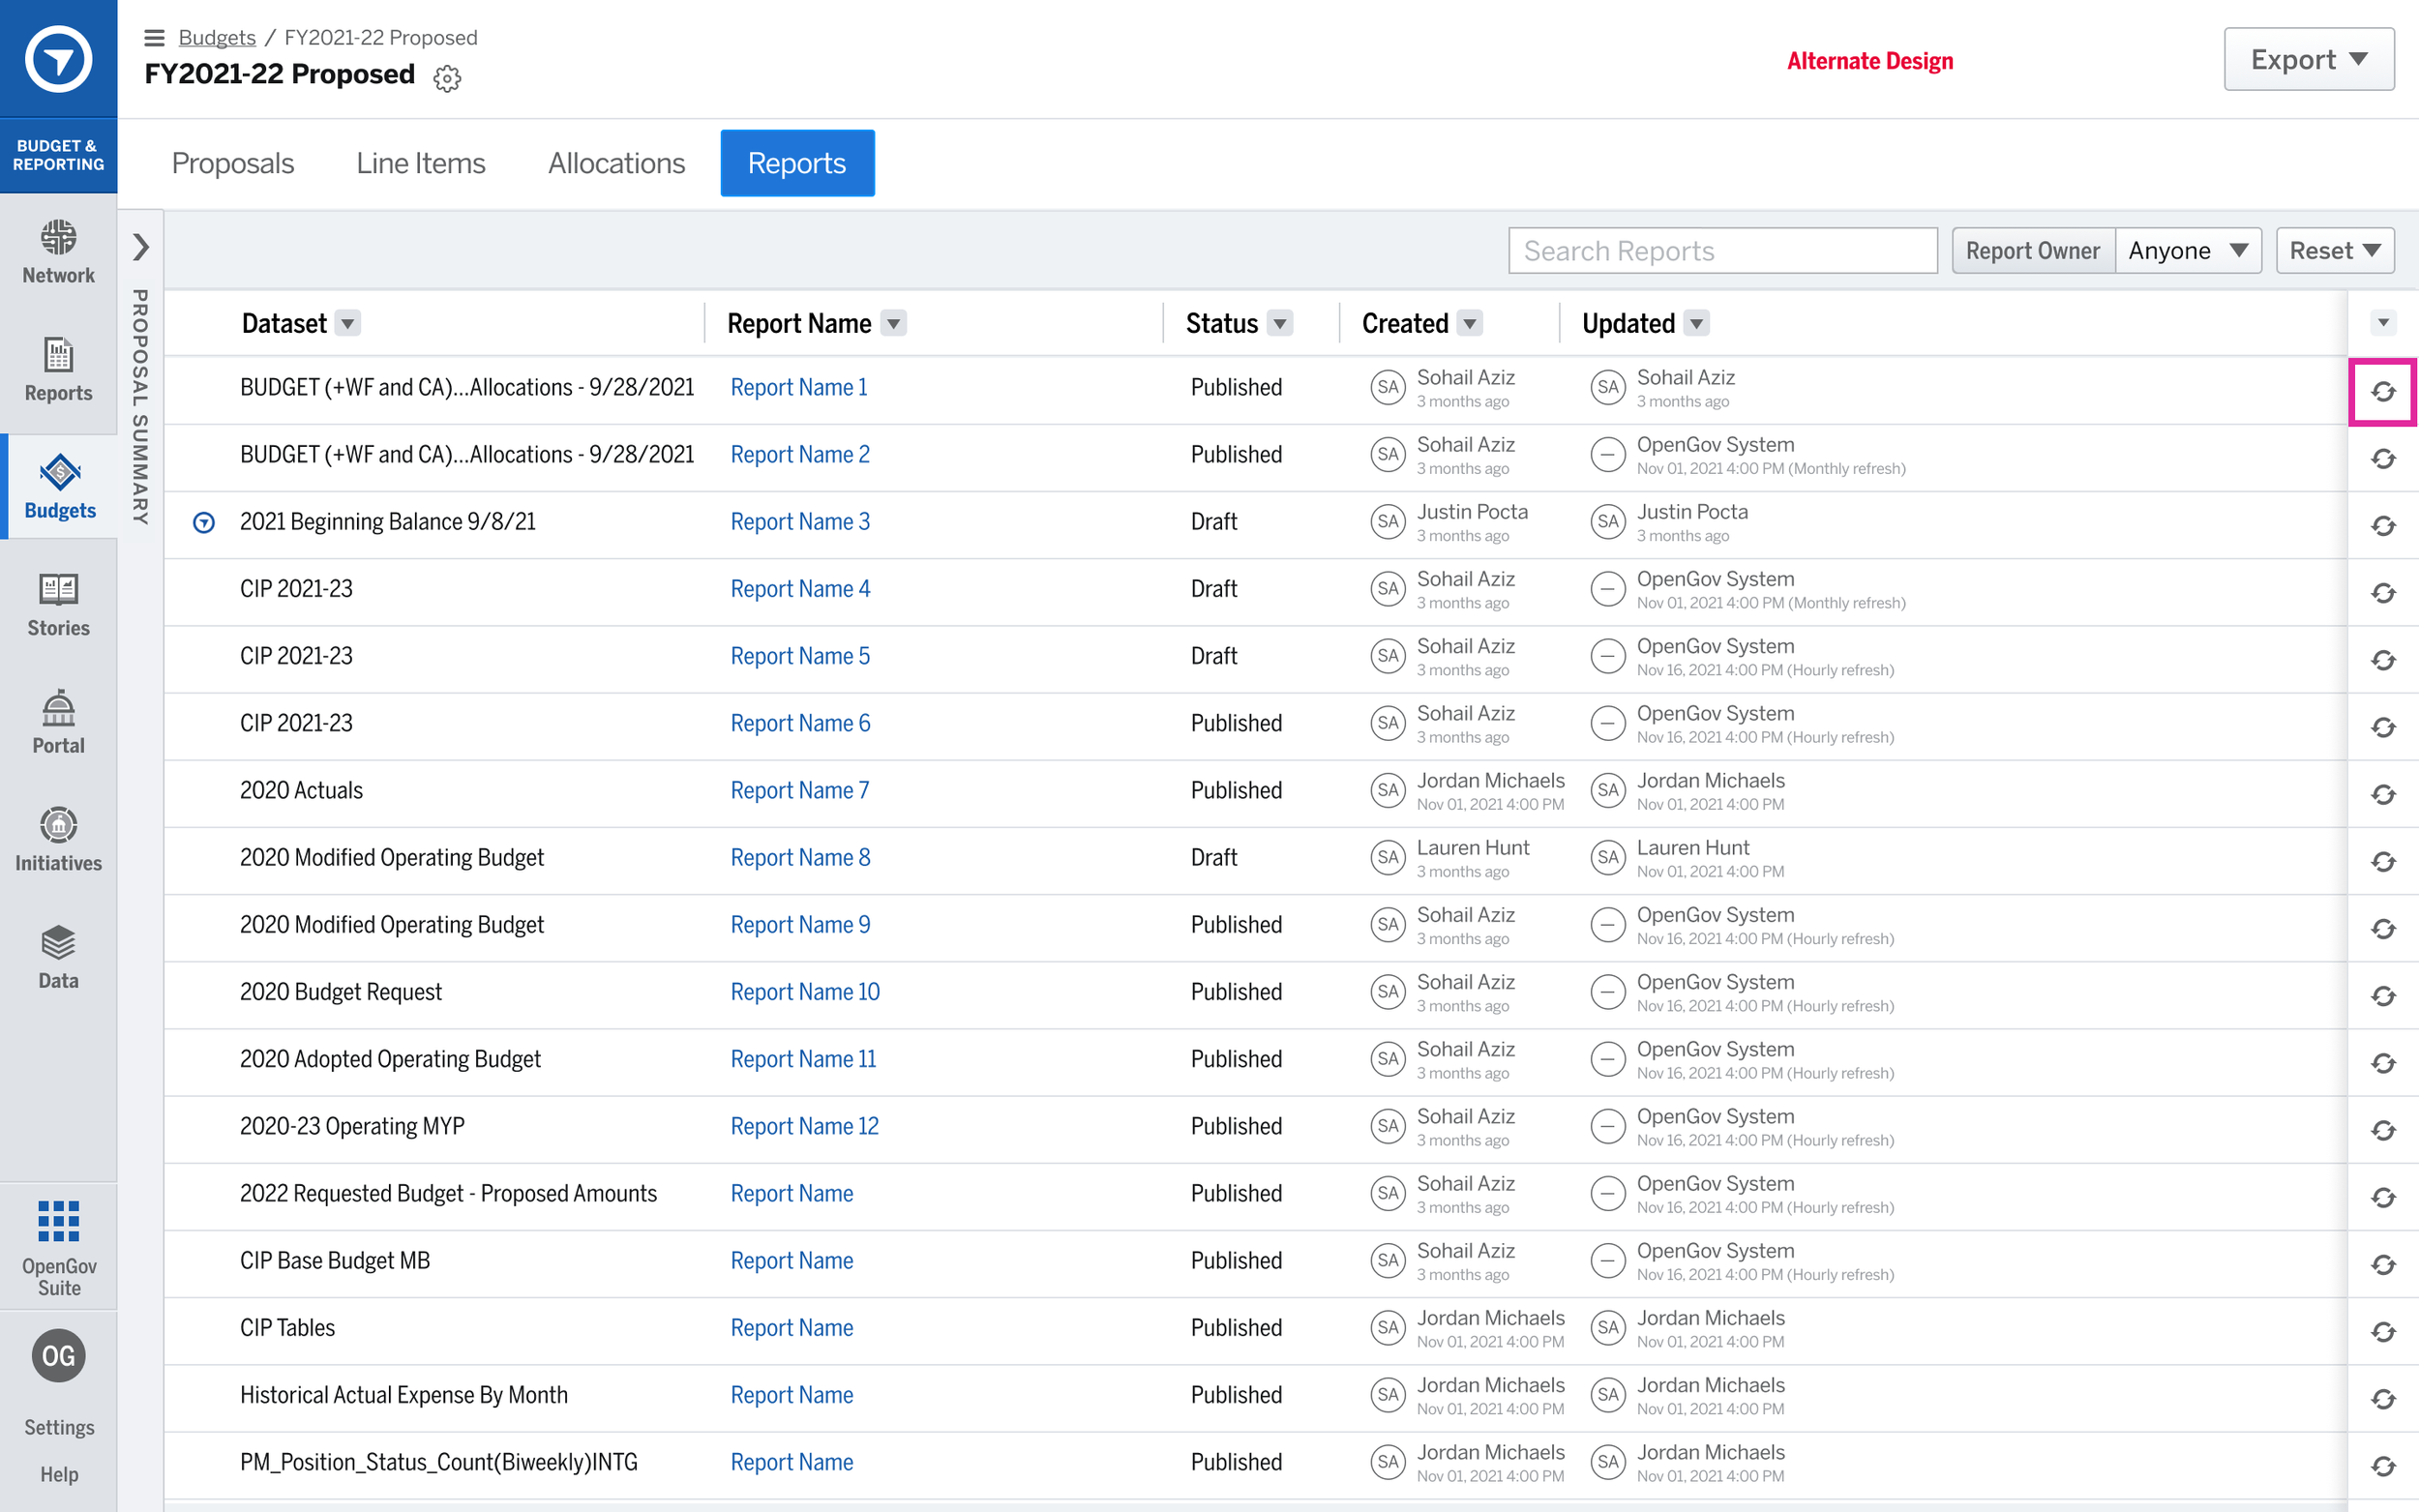 Budgets / FY2021-22 Proposed
FY2021-22 Proposed
Alternate Design
Export
BUDGET &
REPORTING
Proposals Line Items Allocations Reports
Network
Reports
Budgets
Stories
Portal
Initiatives
Data
OpenGov
Suite
OG
Settings
Help
PROPOSAL SUMMARY
Search Reports Report Owner Anyone Reset
Dataset Report Name Status Created Updated
BUDGET (+WF and CA)...Allocations - 9/28/2021 Report Name 1 Published SA Sohail Aziz SA Sohail Aziz
3 months ago 3 months ago
BUDGET (+WF and CA)...Allocations - 9/28/2021 Report Name 2 Published SA Sohail Aziz OpenGov System
3 months ago Nov 01, 2021 4:00 PM (Monthly refresh)
2021 Beginning Balance 9/8/21 Report Name 3 Draft SA Justin Pocta SA Justin Pocta
3 months ago 3 months ago
CIP 2021-23 Report Name 4 Draft SA Sohail Aziz OpenGov System
3 months ago Nov 01, 2021 4:00 PM (Monthly refresh)
CIP 2021-23 Report Name 5 Draft SA Sohail Aziz OpenGov System
3 months ago Nov 16, 2021 4:00 PM (Hourly refresh)
CIP 2021-23 Report Name 6 Published SA Sohail Aziz OpenGov System
3 months ago Nov 16, 2021 4:00 PM (Hourly refresh)
2020 Actuals Report Name 7 Published SA Jordan Michaels SA Jordan Michaels
Nov 01, 2021 4:00 PM Nov 01, 2021 4:00 PM
2020 Modified Operating Budget Report Name 8 Draft SA Lauren Hunt SA Lauren Hunt
3 months ago Nov 01, 2021 4:00 PM
2020 Modified Operating Budget Report Name 9 Published SA Sohail Aziz OpenGov System
3 months ago Nov 16, 2021 4:00 PM (Hourly refresh)
2020 Budget Request Report Name 10 Published SA Sohail Aziz OpenGov System
3 months ago Nov 16, 2021 4:00 PM (Hourly refresh)
2020 Adopted Operating Budget Report Name 11 Published SA Sohail Aziz OpenGov System
3 months ago Nov 16, 2021 4:00 PM (Hourly refresh)
2020-23 Operating MYP Report Name 12 Published SA Sohail Aziz OpenGov System
3 months ago Nov 16, 2021 4:00 PM (Hourly refresh)
2022 Requested Budget - Proposed Amounts Report Name Published SA Sohail Aziz OpenGov System
3 months ago Nov 16, 2021 4:00 PM (Hourly refresh)
CIP Base Budget MB Report Name Published SA Sohail Aziz OpenGov System
3 months ago Nov 16, 2021 4:00 PM (Hourly refresh)
CIP Tables Report Name Published SA Jordan Michaels SA Jordan Michaels
Nov 01, 2021 4:00 PM Nov 01, 2021 4:00 PM
Historical Actual Expense By Month Report Name Published SA Jordan Michaels SA Jordan Michaels
Nov 01, 2021 4:00 PM Nov 01, 2021 4:00 PM
PM_Position_Status_Count(Biweekly)INTG Report Name Published SA Jordan Michaels SA Jordan Michaels
Nov 01, 2021 4:00 PM Nov 01, 2021 4:00 PM